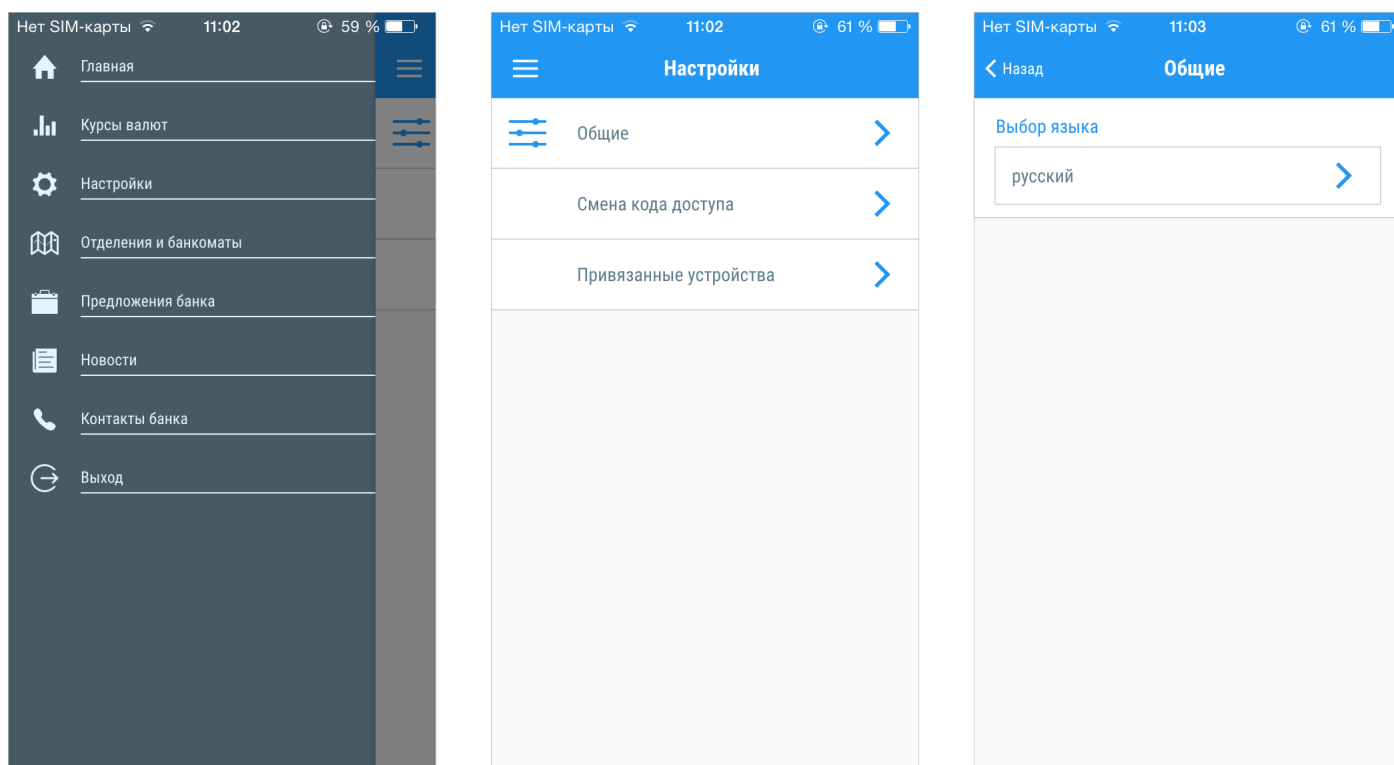 Нет SIM-карты 11:02 59 %
Главная
Курсы валют
Настройки
Отделения и банкоматы
Предложения банка
Новости
Контакты банка
Выход
Нет SIM-карты 11:02 61 %
Настройки
Общие
Смена кода доступа
Привязанные устройства
Нет SIM-карты 11:03 61 %
Назад Общие
Выбор языка
русский